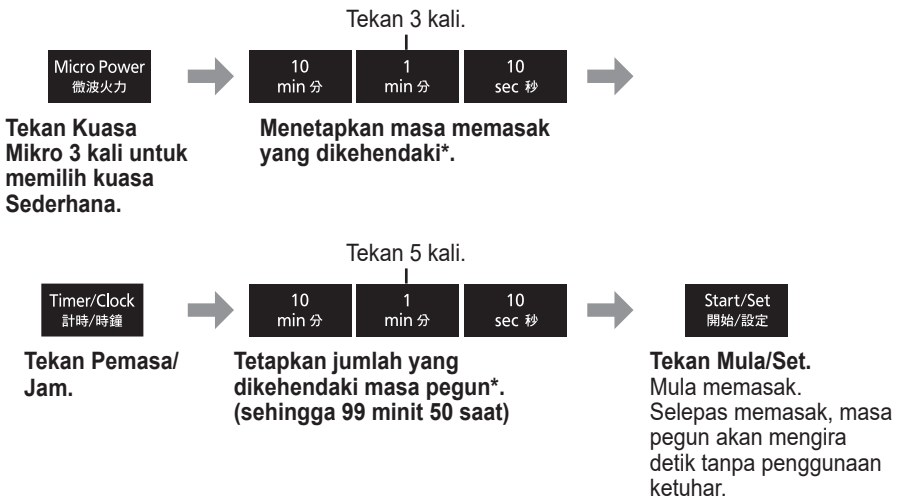 Tekan 3 kali.
Micro Power
微波火力
10
min 分
1
min 分
10
sec 秒
Tekan Kuasa
Mikro 3 kali untuk
memilih kuasa
Sederhana.
Menetapkan masa memasak
yang dikehendaki*.
Tekan 5 kali.
Timer/Clock
計時/時鐘
10
min 分
1
min 分
10
sec 秒
Start/Set
開始/設定
Tekan Pemasa/
Jam.
Tetapkan jumlah yang
dikehendaki masa pegun*.
(sehingga 99 minit 50 saat)
Tekan Mula/Set.
Mula memasak.
Selepas memasak, masa
pegun akan mengira
detik tanpa penggunaan
ketuhar.